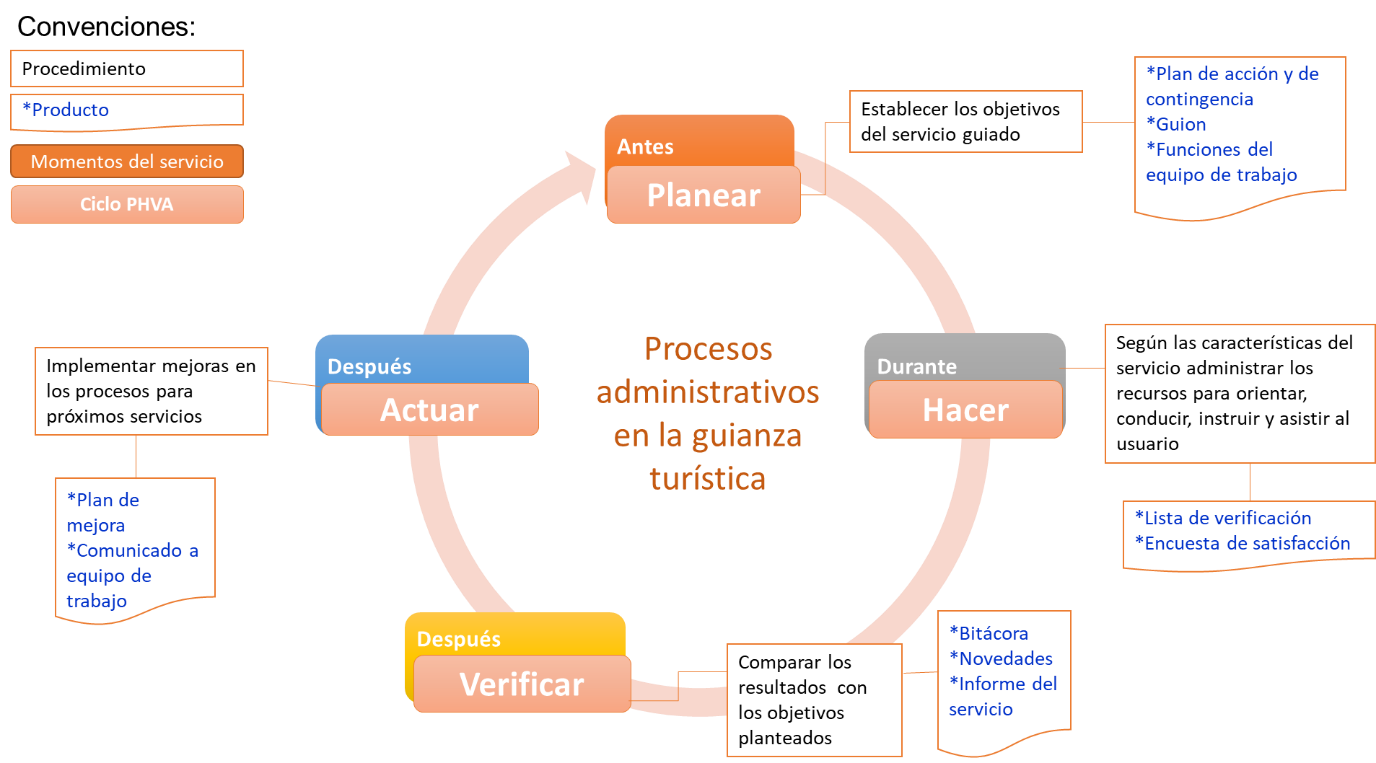 Convenciones:
Procedimiento
*Producto
Momentos del servicio
Ciclo PHVA
Antes
Planear
Establecer los objetivos
del servicio guiado
*Plan de acción y de
contingencia
*Guion
*Funciones del
equipo de trabajo
Procesos
administrativos
en la guianza
turística
Durante
Hacer
Según las características del
servicio administrar los
recursos para orientar,
conducir, instruir y asistir al
usuario
*Lista de verificación
*Encuesta de satisfacción
Después
Verificar
Comparar los
resultados con
los objetivos
planteados
*Bitácora
*Novedades
*Informe del
servicio
Después
Actuar
Implementar mejoras en
los procesos para
próximos servicios
*Plan de
mejora
*Comunicado a
equipo de
trabajo